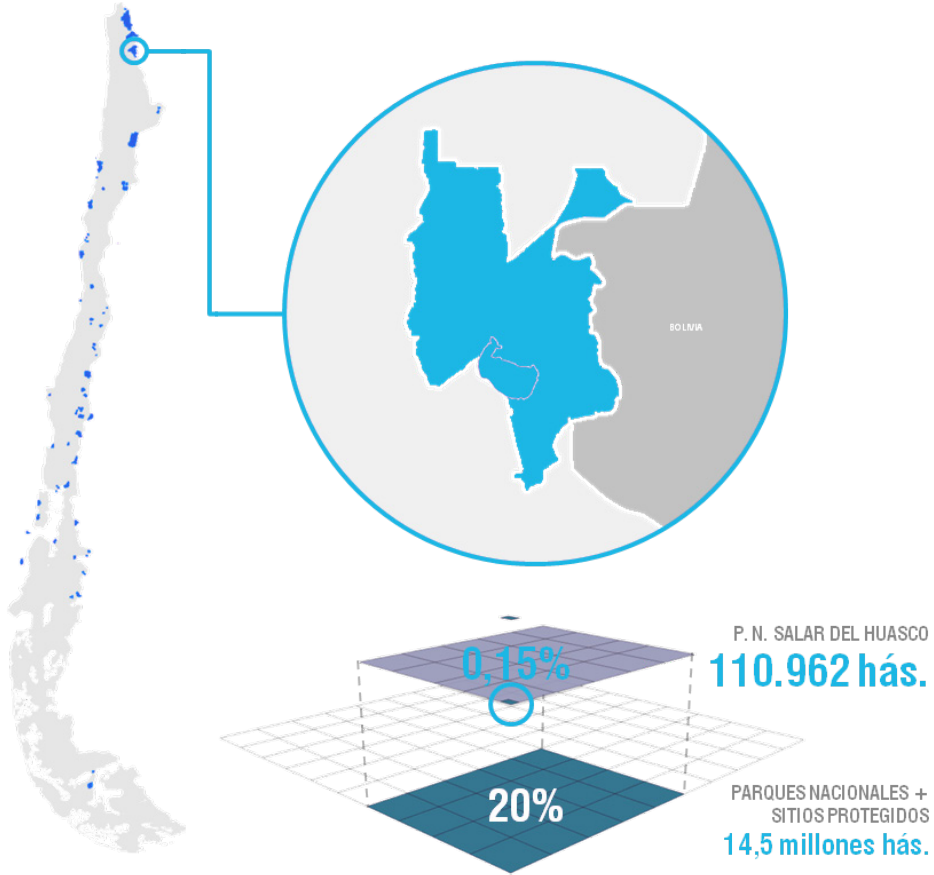 BOLIVIA
0,15%
P. N. SALAR DEL HUASCO
110.962 hás.
20%
PARQUES NACIONALES +
SITIOS PROTEGIDOS
14,5 millones hás.